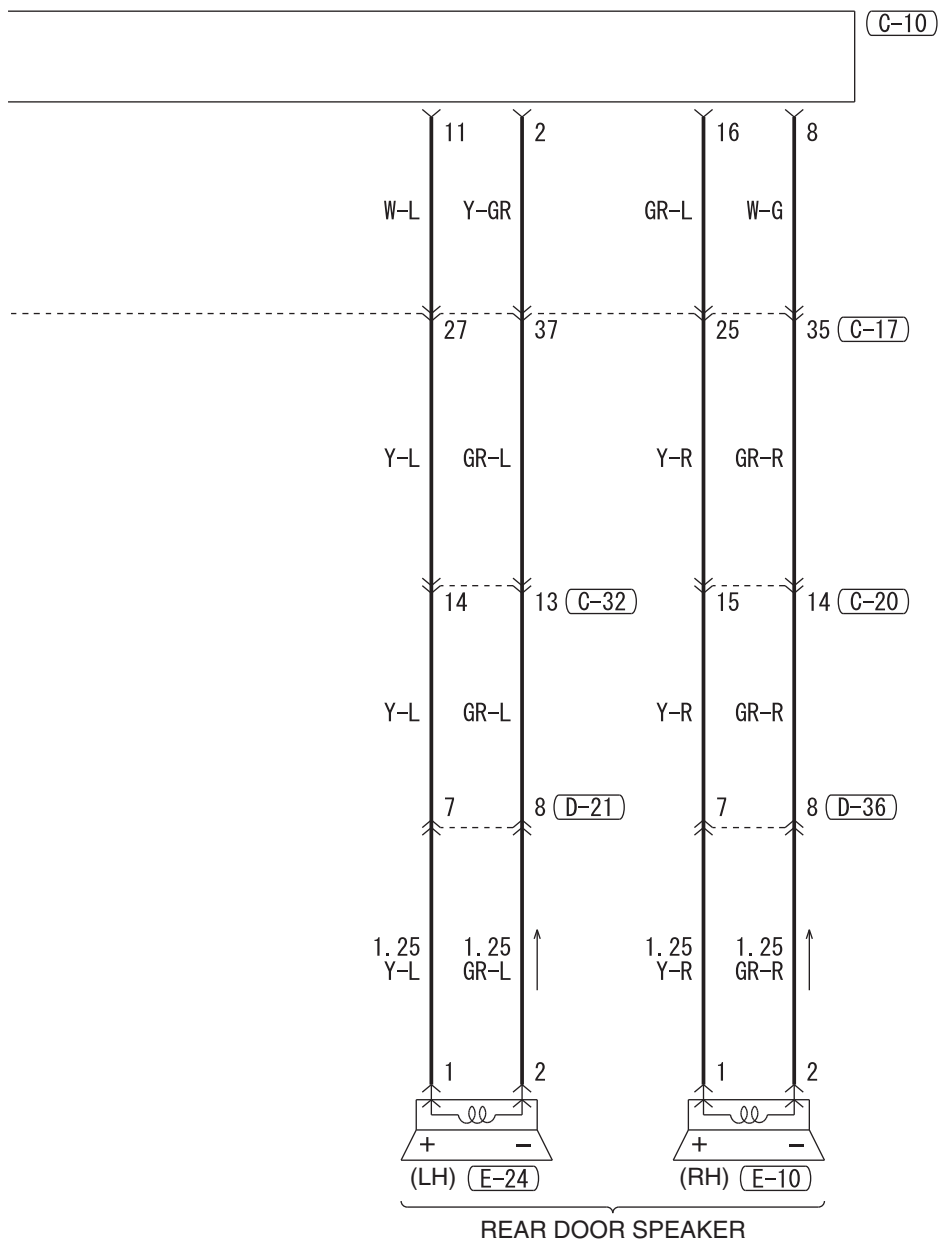 C-10
11 2 16 8
W-L Y-GR GR-L W-G
27 37 25 35 C-17
Y-L GR-L Y-R GR-R
14 13 C-32 15 14 C-20
Y-L GR-L Y-R GR-R
7 8 D-21 7 8 D-36
1.25 1.25 1.25 1.25
Y-L GR-L Y-R GR-R
1 2 1 2
+ − + −
(LH) E-24 (RH) E-10
REAR DOOR SPEAKER